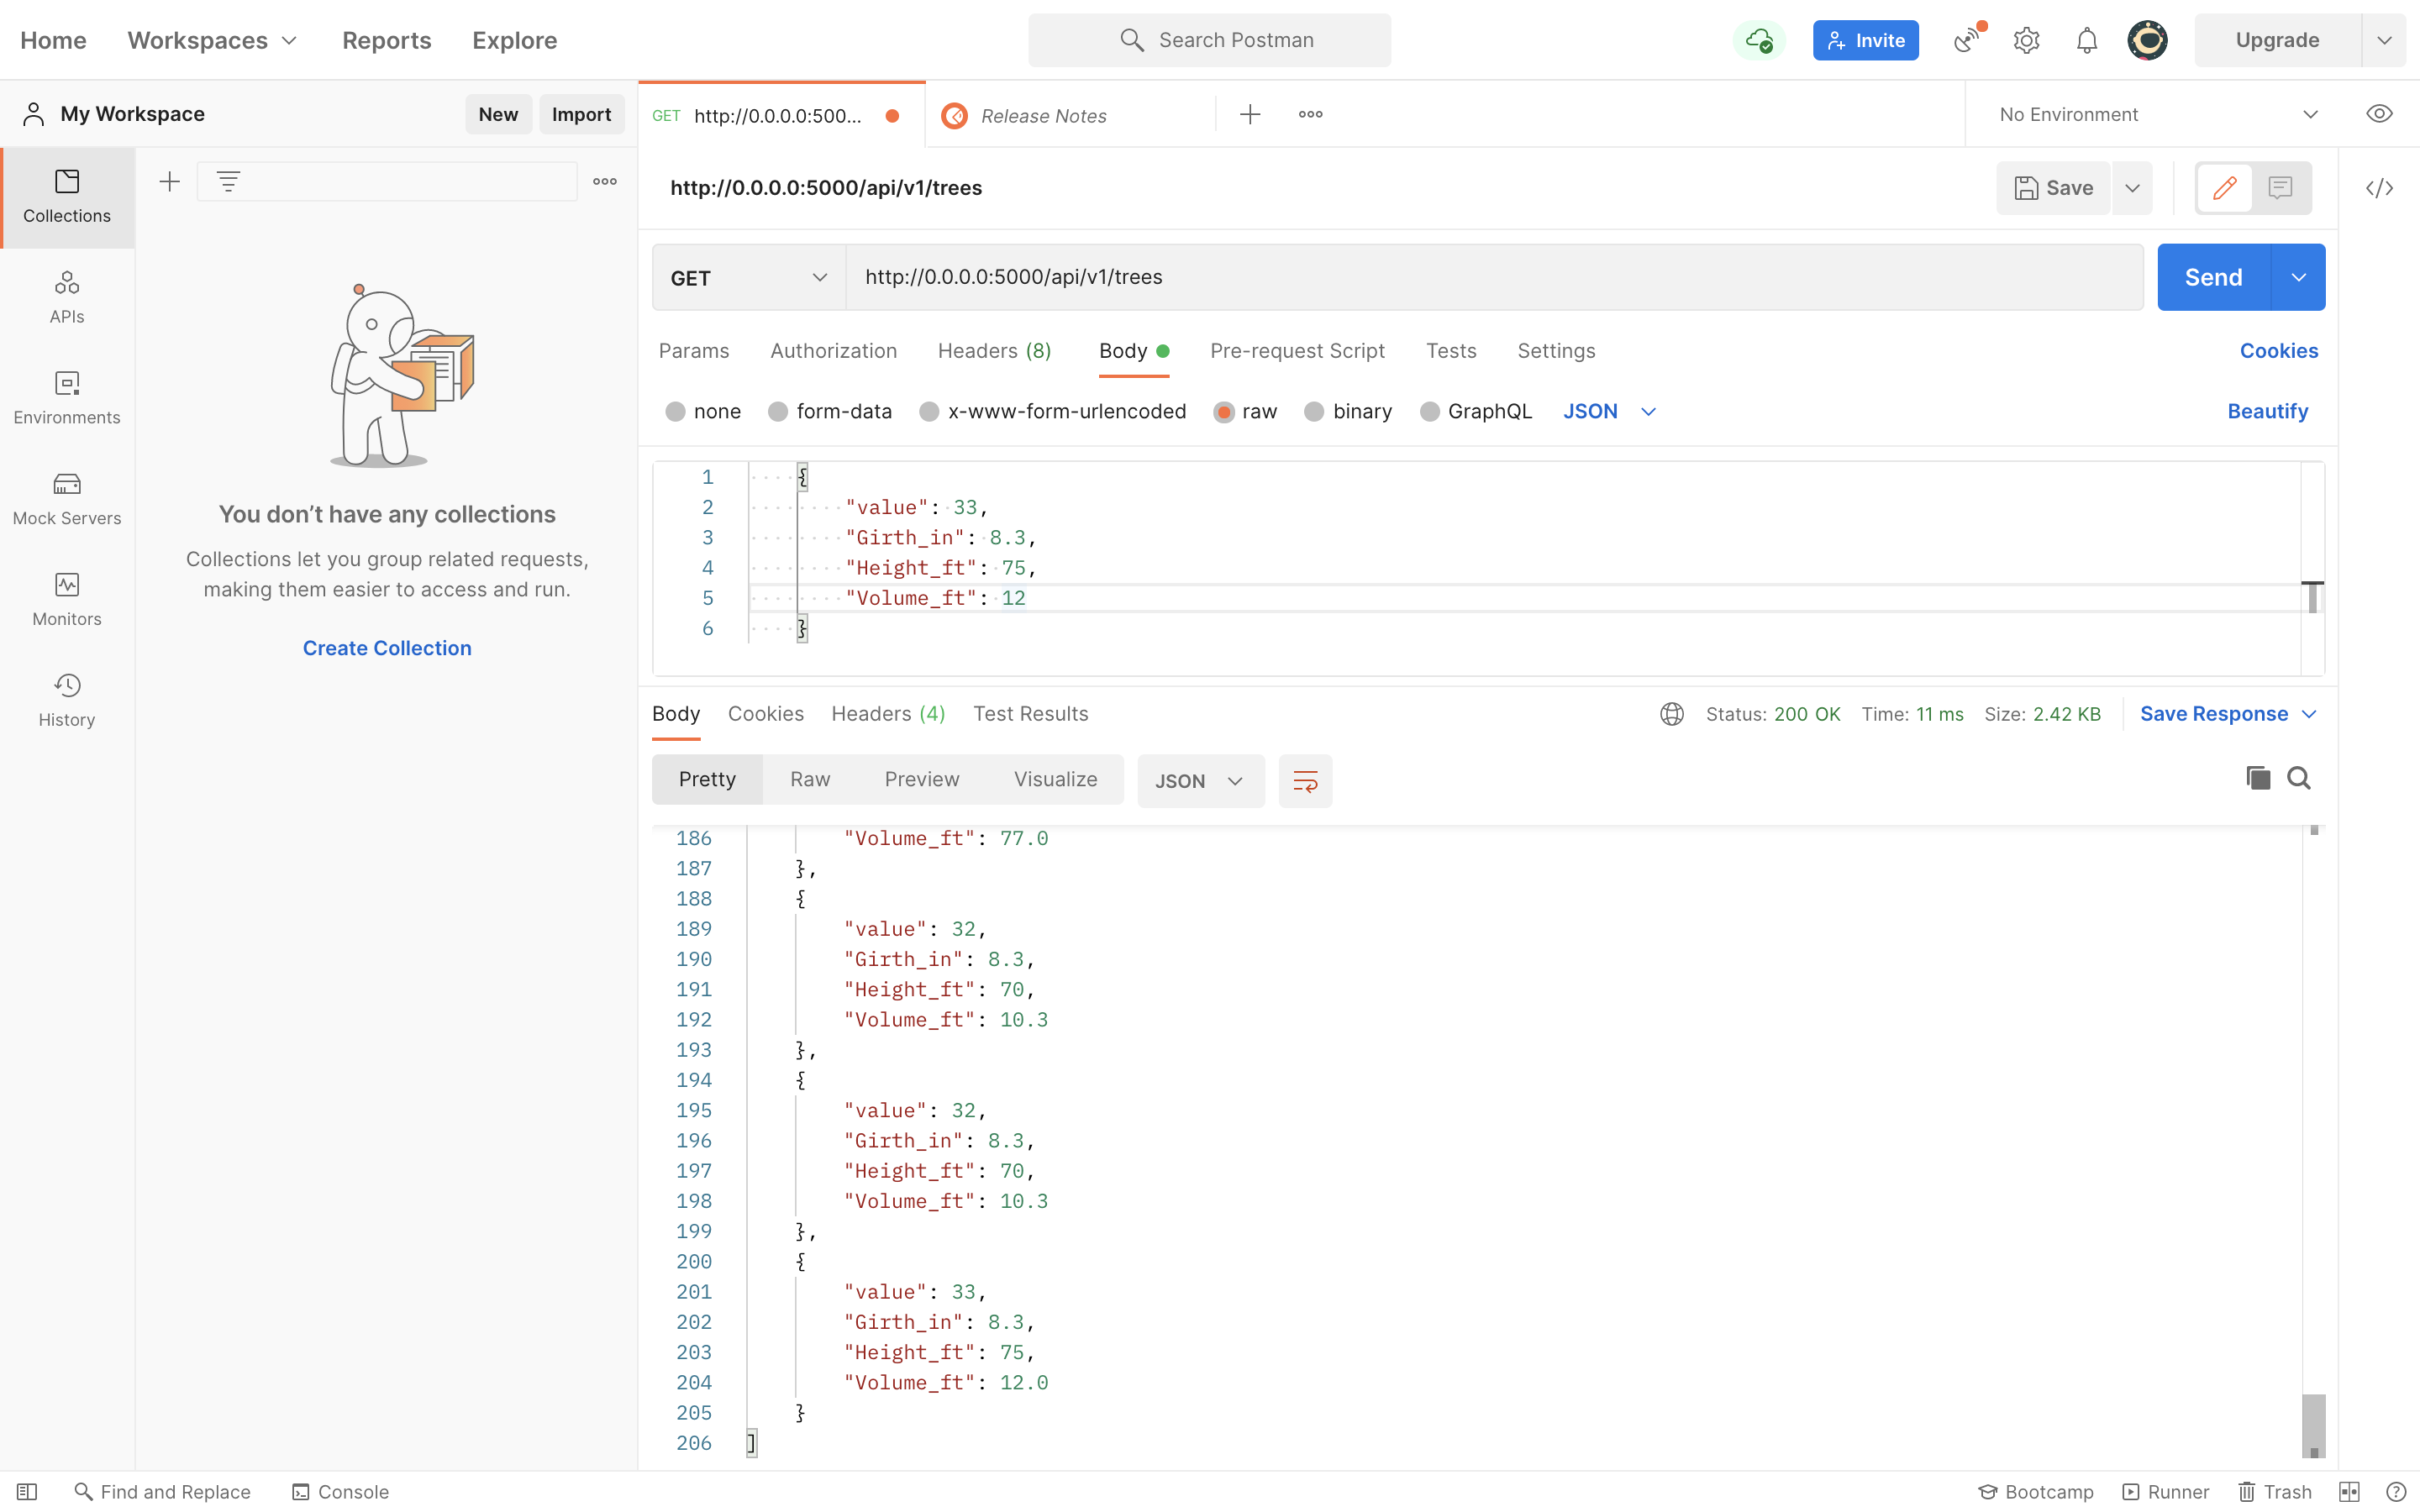 Home Workspaces Reports Explore Search Postman Invite Upgrade
My Workspace New Import GET http://0.0.0.0:500... Release Notes No Environment
Collections
APIs
Environments
Mock Servers
Monitors
History
You don’t have any collections
Collections let you group related requests,
making them easier to access and run.
Create Collection
http://0.0.0.0:5000/api/v1/trees Save
GET http://0.0.0.0:5000/api/v1/trees Send
Params Authorization Headers (8) Body Pre-request Script Tests Settings Cookies
none form-data x-www-form-urlencoded raw binary GraphQL JSON Beautify
1 {
2 "value": 33,
3 "Girth_in": 8.3,
4 "Height_ft": 75,
5 "Volume_ft": 12
6 }
Body Cookies Headers (4) Test Results Status: 200 OK Time: 11 ms Size: 2.42 KB Save Response
Pretty Raw Preview Visualize JSON
186 "Volume_ft": 77.0
187 },
188 {
189 "value": 32,
190 "Girth_in": 8.3,
191 "Height_ft": 70,
192 "Volume_ft": 10.3
193 },
194 {
195 "value": 32,
196 "Girth_in": 8.3,
197 "Height_ft": 70,
198 "Volume_ft": 10.3
199 },
200 {
201 "value": 33,
202 "Girth_in": 8.3,
203 "Height_ft": 75,
204 "Volume_ft": 12.0
205 }
206 ]
Find and Replace Console Bootcamp Runner Trash